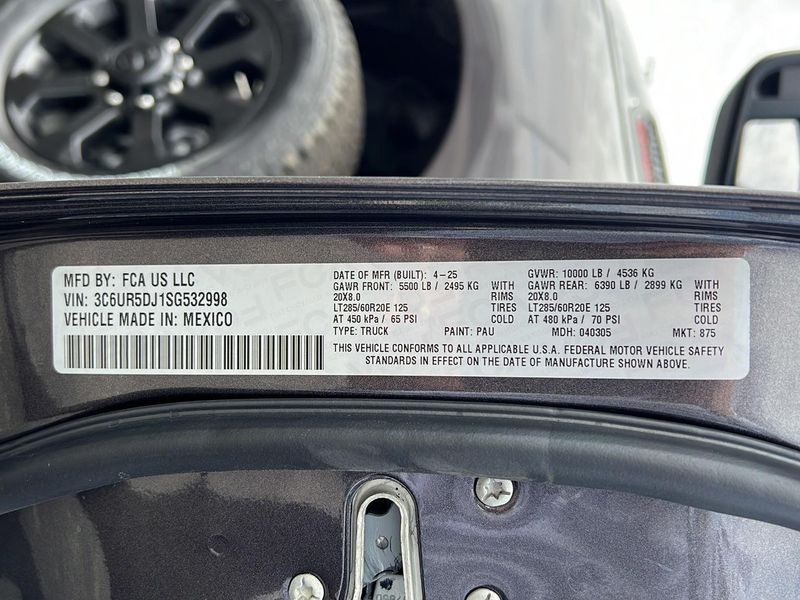 MFD BY: FCA US LLC
VIN: 3C6UR5DJ1SG532998
VEHICLE MADE IN: MEXICO
DATE OF MFR (BUILT): 4-25
GAWR FRONT: 5500 LB / 2495 KG WITH
20X8.0 RIMS
LT285/60R20E 125 TIRES
AT 450 kPa / 65 PSI COLD
GVWR: 10000 LB / 4536 KG
GAWR REAR: 6390 LB / 2899 KG WITH
20X8.0 RIMS
LT285/60R20E 125 TIRES
AT 480 kPa / 70 PSI COLD
TYPE: TRUCK PAINT: PAU MDH: 040305 MKT: 875
THIS VEHICLE CONFORMS TO ALL APPLICABLE U.S.A. FEDERAL MOTOR VEHICLE SAFETY
STANDARDS IN EFFECT ON THE DATE OF MANUFACTURE SHOWN ABOVE.